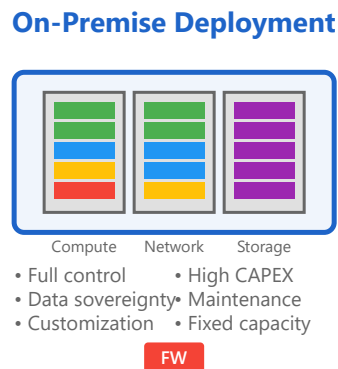 On-Premise Deployment
Compute Network Storage
• Full control • High CAPEX
• Data sovereignty • Maintenance
• Customization • Fixed capacity
FW